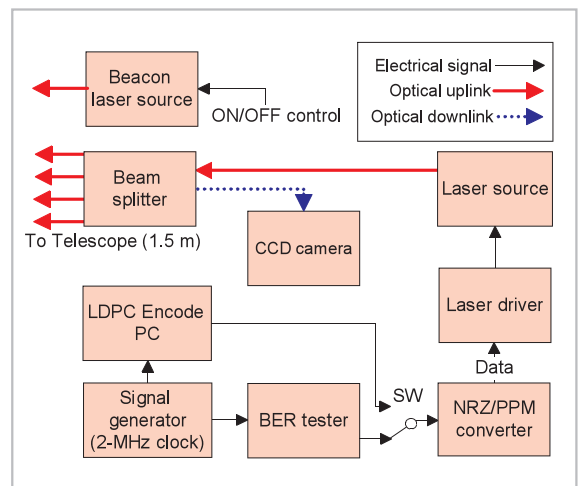 Beacon
laser source
ON/OFF control
Electrical signal
Optical uplink
Optical downlink
Beam
splitter
Laser source
To Telescope (1.5 m)
CCD camera
LDPC Encode
PC
Laser driver
Data
SW
Signal
generator
(2-MHz clock)
BER tester
NRZ/PPM
converter